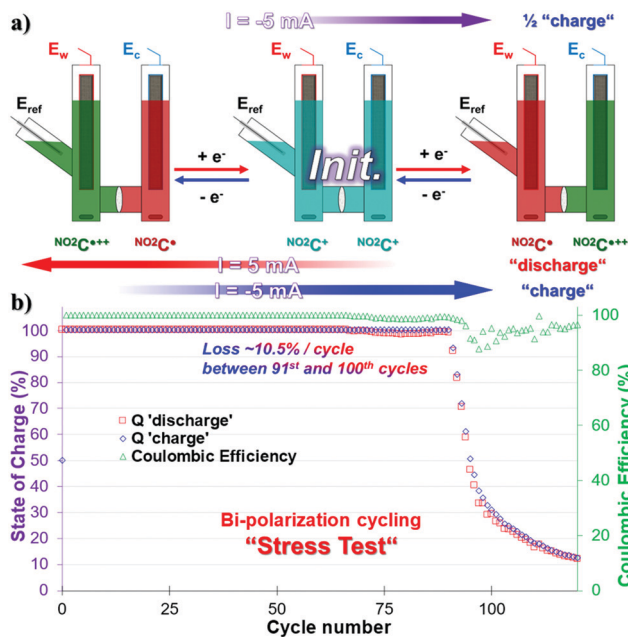 a)
I = -5 mA
½ “charge“
Ew Ec Ew Ec Ew Ec
Eref Eref Eref
+ e- Init. + e-
- e- - e-
NO2C•++ NO2C• NO2C+ NO2C+ NO2C• NO2C•++
I = 5 mA
“discharge“
I = -5 mA
“charge“
b)
State of Charge (%)
100
90
80
70
60
50
40
30
20
10
0
Loss ~10.5% / cycle
between 91st and 100th cycles
Q 'discharge'
Q 'charge'
Coulombic Efficiency
Bi-polarization cycling
“Stress Test“
100
80
60
40
20
0
Coulombic Efficiency (%)
0 25 50 75 100
Cycle number